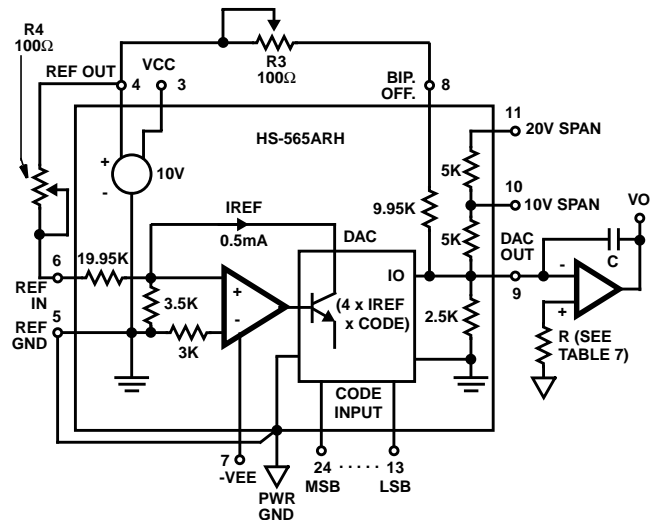 R4
100Ω
R3
100Ω
REF OUT
4
VCC
3
BIP.
OFF.
8
11
20V SPAN
HS-565ARH
+
-
10V
5K
10
10V SPAN
9.95K
5K
IREF
0.5mA
DAC
IO
DAC
OUT
9
VO
C
-
+
6
REF
IN
19.95K
3.5K
+
-
(4 x IREF
x CODE)
2.5K
R (SEE
TABLE 7)
5
REF
GND
3K
CODE
INPUT
7
-VEE
PWR
GND
24 . . . . . 13
MSB LSB